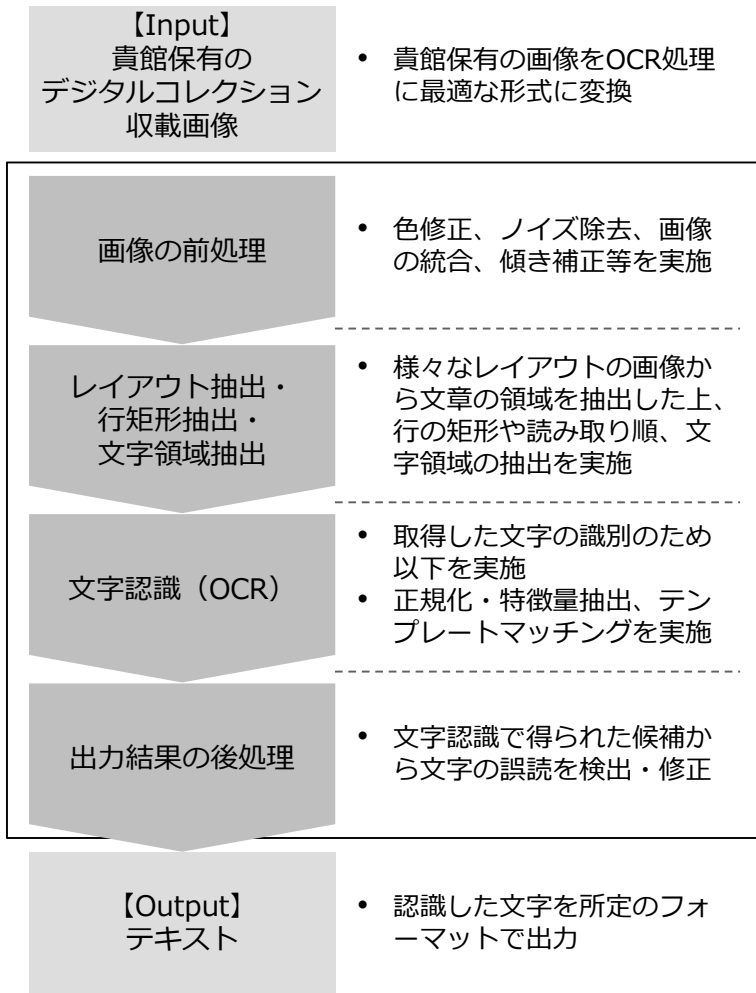 【Input】
貴館保有の
デジタルコレクション
収載画像
• 貴館保有の画像をOCR処理
に最適な形式に変換
画像の前処理
• 色修正、ノイズ除去、画像
の統合、傾き補正等を実施
レイアウト抽出・
行矩形抽出・
文字領域抽出
• 様々なレイアウトの画像か
ら文章の領域を抽出した上、
行の矩形や読み取り順、文
字領域の抽出を実施
文字認識（OCR）
• 取得した文字の識別のため
以下を実施
• 正規化・特徴量抽出、テン
プレートマッチングを実施
出力結果の後処理
• 文字認識で得られた候補か
ら文字の誤読を検出・修正
【Output】
テキスト
• 認識した文字を所定のフォ
ーマットで出力